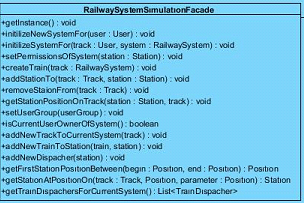 RailwaySystemSimulationFacade
+getInstance() : void
+initilizeNewSystemFor(user : User) : void
+initilizeSystemFor(track : User, system : RailwaySystem) : void
+setPermissionsOfSystem(station : Station) : void
+createTrain(track : RailwaySystem) : void
+addStationTo(track : Track, station : Station) : void
+removeStaionFrom(track : Track) : void
+getStationPositionOnTrack(station : Station, track) : void
+setUserGroup(userGroup) : void
+isCurrentUserOwnerOfSystem() : boolean
+addNewTrackToCurrentSystem(track) : void
+addNewTrainToStation(train, station) : void
+addNewDispacher(station) : void
+getFirstStationPositionBetween(begin : Position, end : Position) : Position
+getStationAtPositionOn(track : Track, Position, parameter : Position) : Station
+getTrainDispachersForCurrentSystem() : List<TrainDispacher>